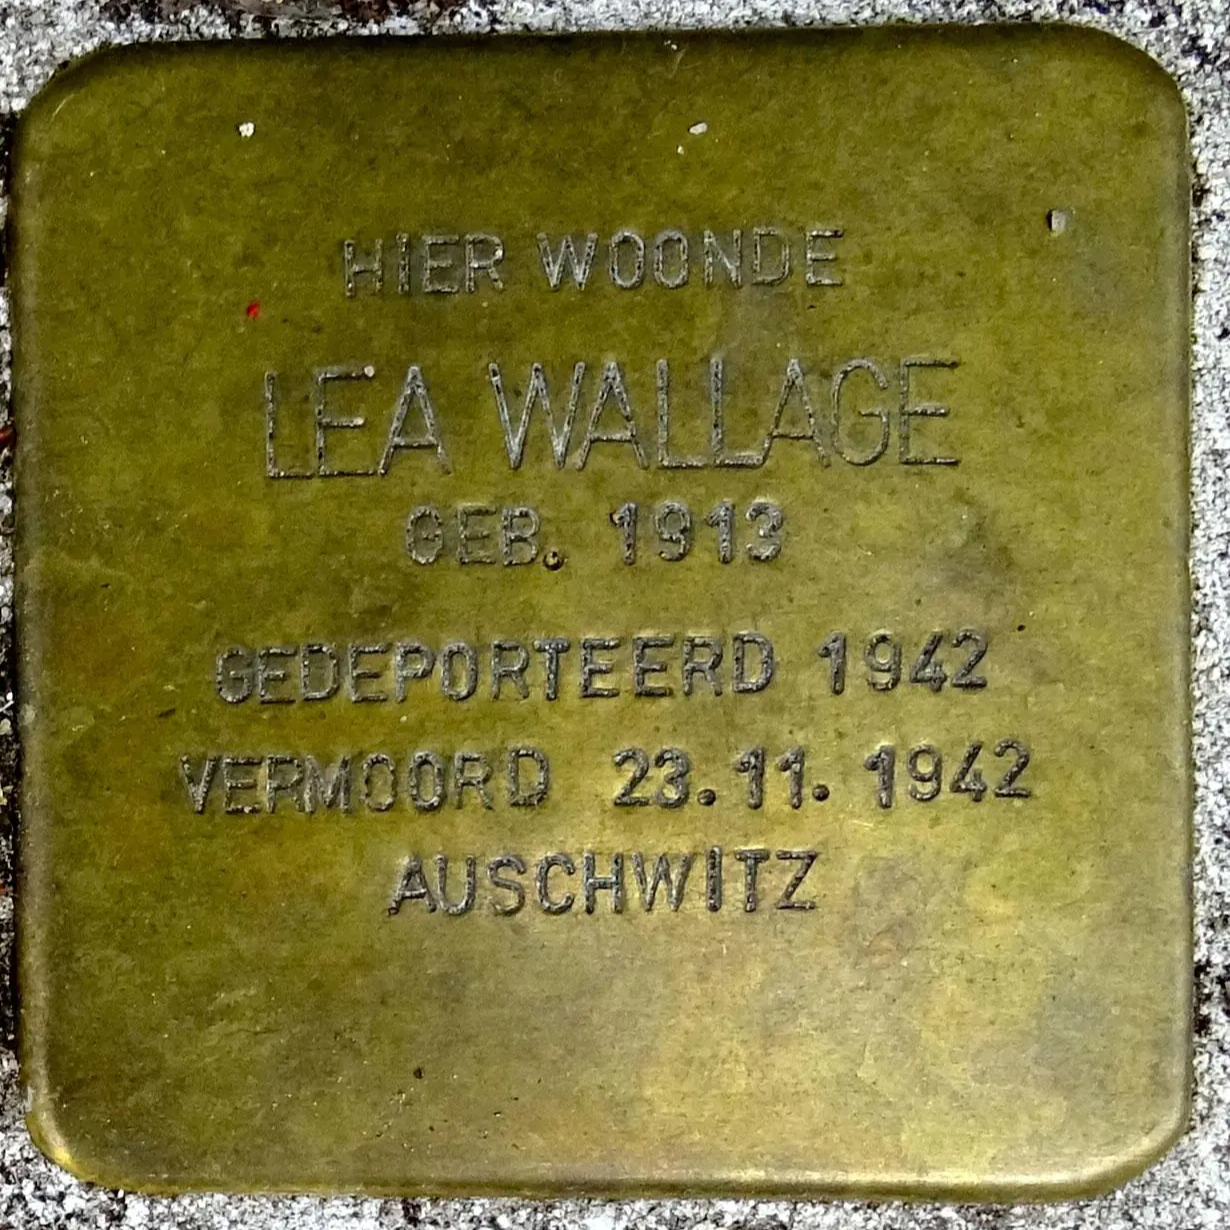 HIER WOONDE
LEA WALLAGE
GEB. 1913
GEDEPORTEERD 1942
VERMOORD 23.11.1942
AUSCHWITZ